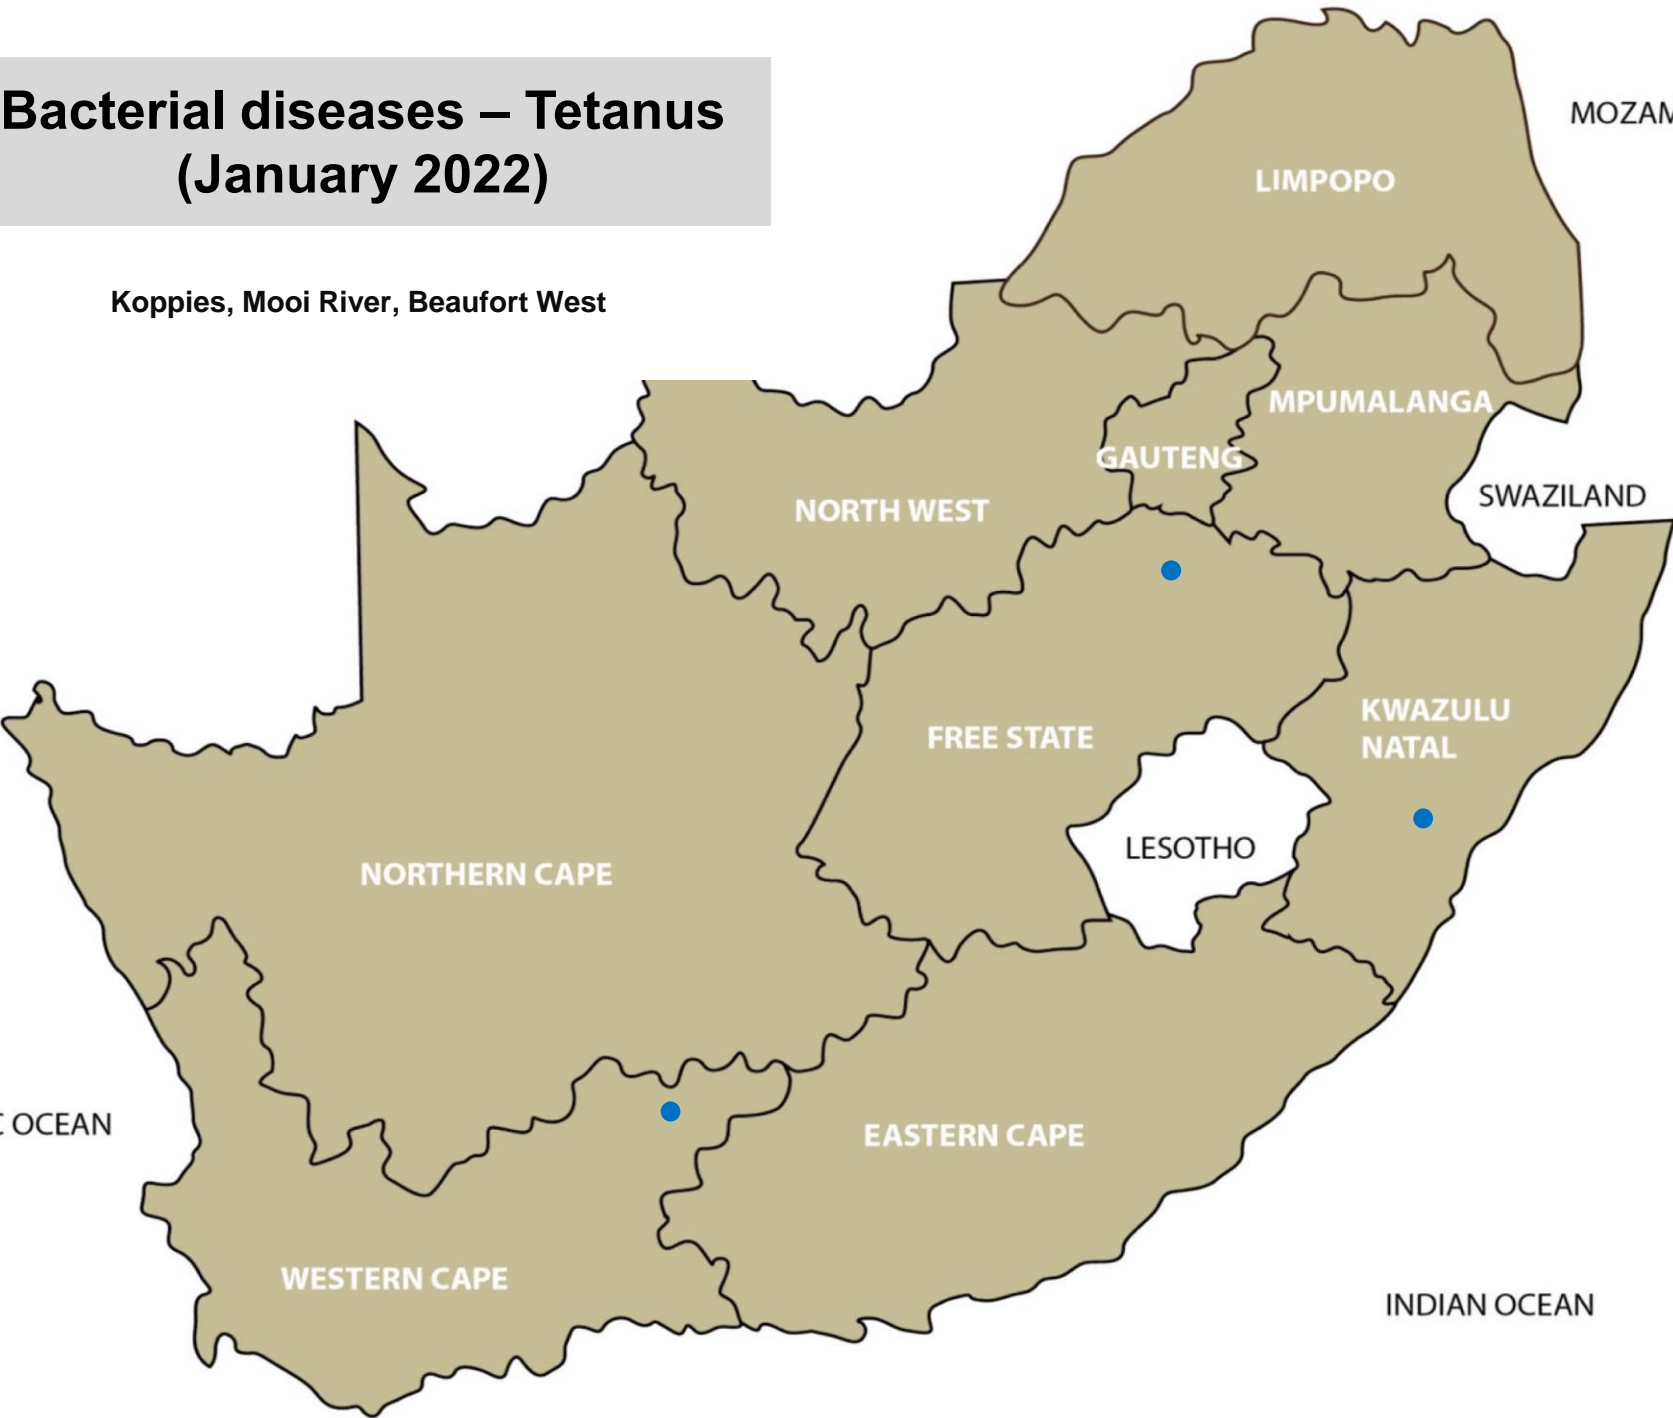 Bacterial diseases – Tetanus
(January 2022)
MOZAM
LIMPOPO
Koppies, Mooi River, Beaufort West
MPUMALANGA
GAUTENG
SWAZILAND
NORTH WEST
KWAZULU
NATAL
FREE STATE
LESOTHO
NORTHERN CAPE
C OCEAN
EASTERN CAPE
WESTERN CAPE
INDIAN OCEAN